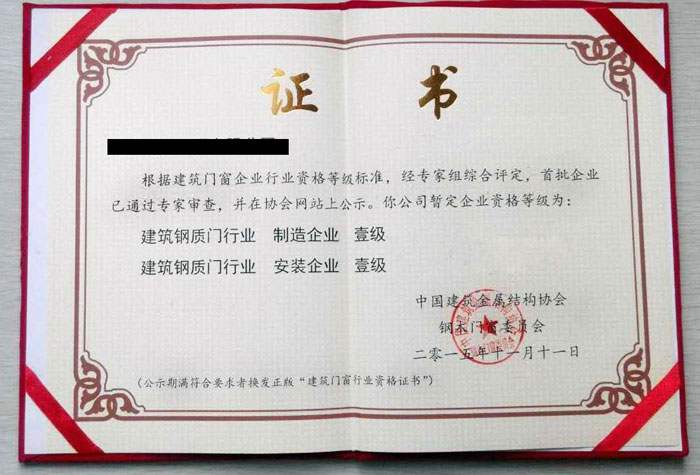 证 书
根据建筑门窗企业行业资格等级标准，经专家组综合评定，首批企业
已通过专家审查，并在协会网站上公示。你公司暂定企业资格等级为：
建筑钢质门行业 制造企业 壹级
建筑钢质门行业 安装企业 壹级
中国建筑金属结构协会
钢木门窗委员会
二零一五年十一月十一日
（公示期满符合要求者换发正版“建筑门窗行业资格证书”）